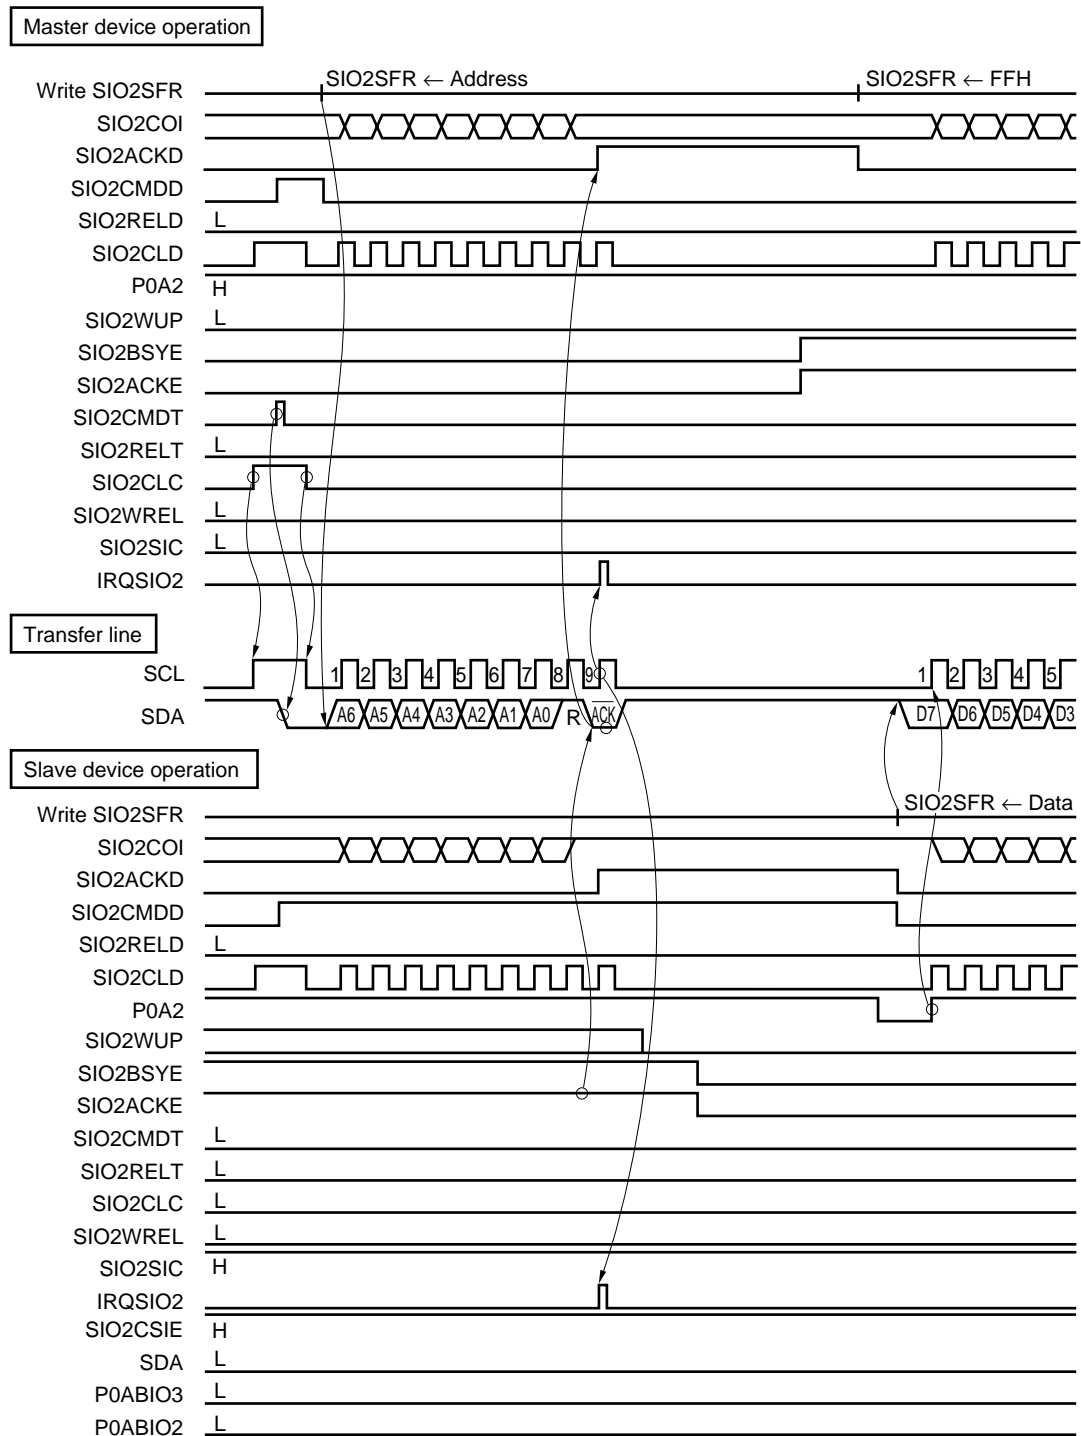 Master device operation
SIO2SFR ← Address
SIO2SFR ← FFH
Write SIO2SFR
SIO2COI
SIO2ACKD
SIO2CMDD
SIO2RELD L
SIO2CLD
P0A2 H
SIO2WUP L
SIO2BSYE
SIO2ACKE
SIO2CMDT
SIO2RELT L
SIO2CLC
SIO2WREL L
SIO2SIC L
IRQSIO2
Transfer line
SCL 1 2 3 4 5 6 7 8 9 1 2 3 4 5
SDA A6 A5 A4 A3 A2 A1 A0 R ACK D7 D6 D5 D4 D3
Slave device operation
SIO2SFR ← Data
Write SIO2SFR
SIO2COI
SIO2ACKD
SIO2CMDD
SIO2RELD L
SIO2CLD
P0A2
SIO2WUP
SIO2BSYE
SIO2ACKE
SIO2CMDT L
SIO2RELT L
SIO2CLC L
SIO2WREL L
SIO2SIC H
IRQSIO2
SIO2CSIE H
SDA L
P0ABIO3 L
P0ABIO2 L